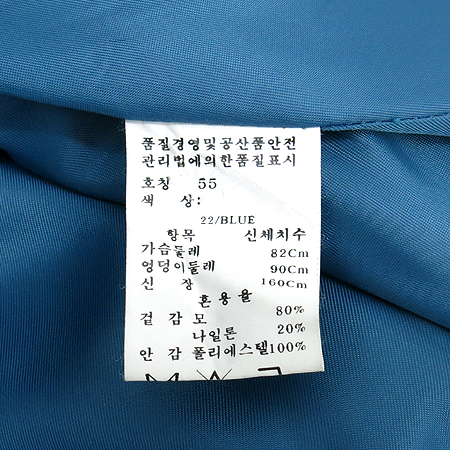 품질경영및공산품안전
관리법에의한품질표시
호칭 55
색 상:
22/BLUE
항목 신체치수
가슴둘레 82Cm
엉덩이둘레 90Cm
신 장 160Cm
혼용율
겉 감 모 80%
나일론 20%
안 감 폴리에스텔100%